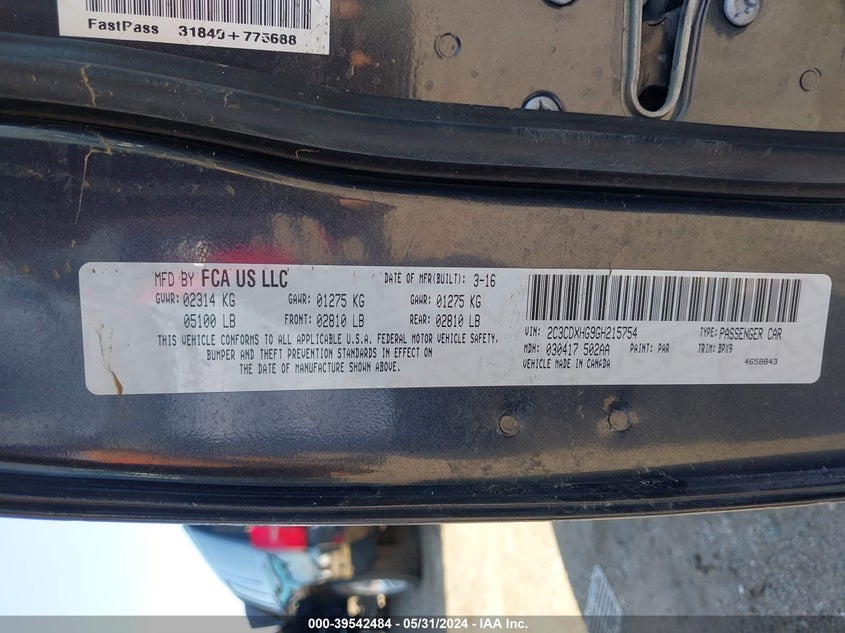 FastPass 31840+775688
MFD BY FCA US LLC
DATE OF MFR(BUILT): 3-16
GVWR: 02314 KG GAWR: 01275 KG GAWR: 01275 KG
05100 LB FRONT: 02810 LB REAR: 02810 LB
THIS VEHICLE CONFORMS TO ALL APPLICABLE U.S.A. FEDERAL MOTOR VEHICLE SAFETY,
BUMPER AND THEFT PREVENTION STANDARDS IN EFFECT ON
THE DATE OF MANUFACTURE SHOWN ABOVE.
VIN: 2C3CDXHG9GH215754 TYPE: PASSENGER CAR
MDH: 030417 502AA PAINT: PAR TRIM: BPX9
VEHICLE MADE IN CANADA 4658843
000-39542484 - 05/31/2024 - IAA Inc.